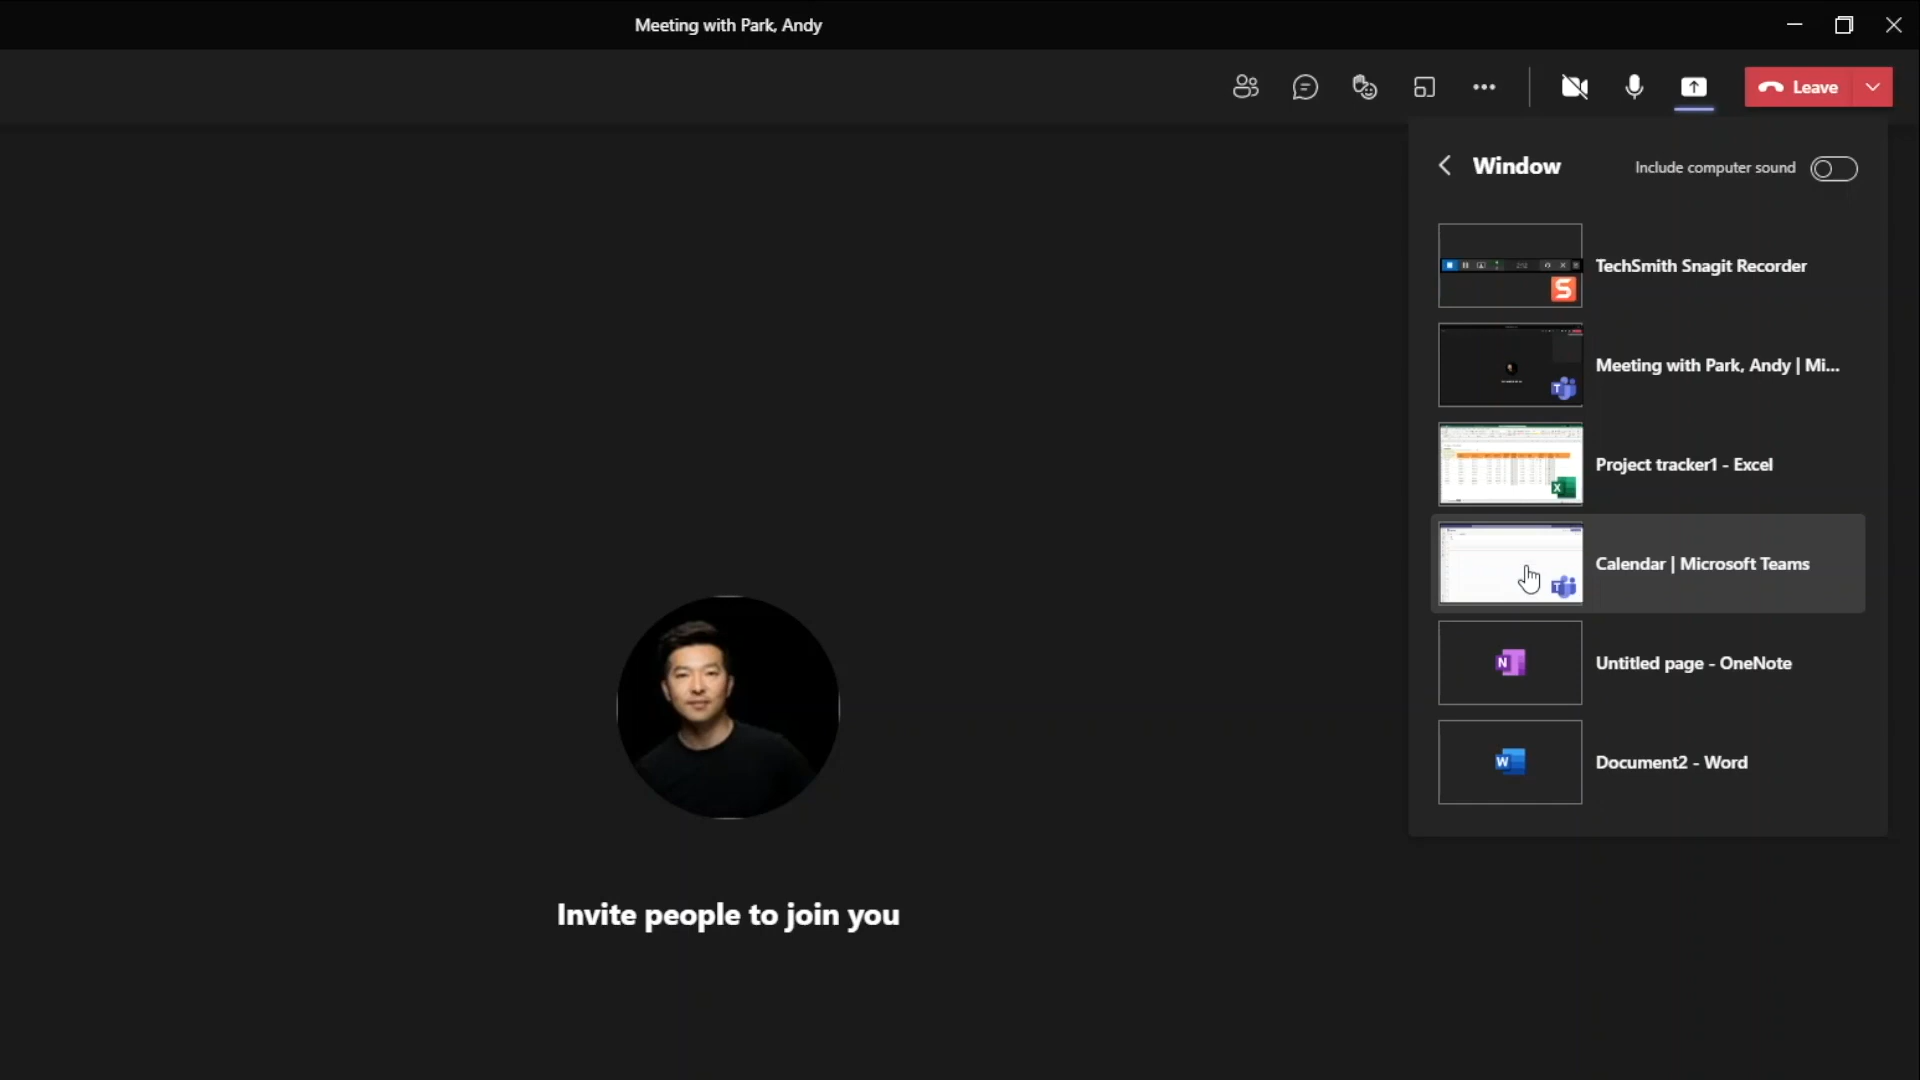 Meeting with Park, Andy
Leave
Window
Include computer sound
TechSmith Snagit Recorder
Meeting with Park, Andy | Mi...
Project tracker1 - Excel
Calendar | Microsoft Teams
Untitled page - OneNote
Document2 - Word
Invite people to join you